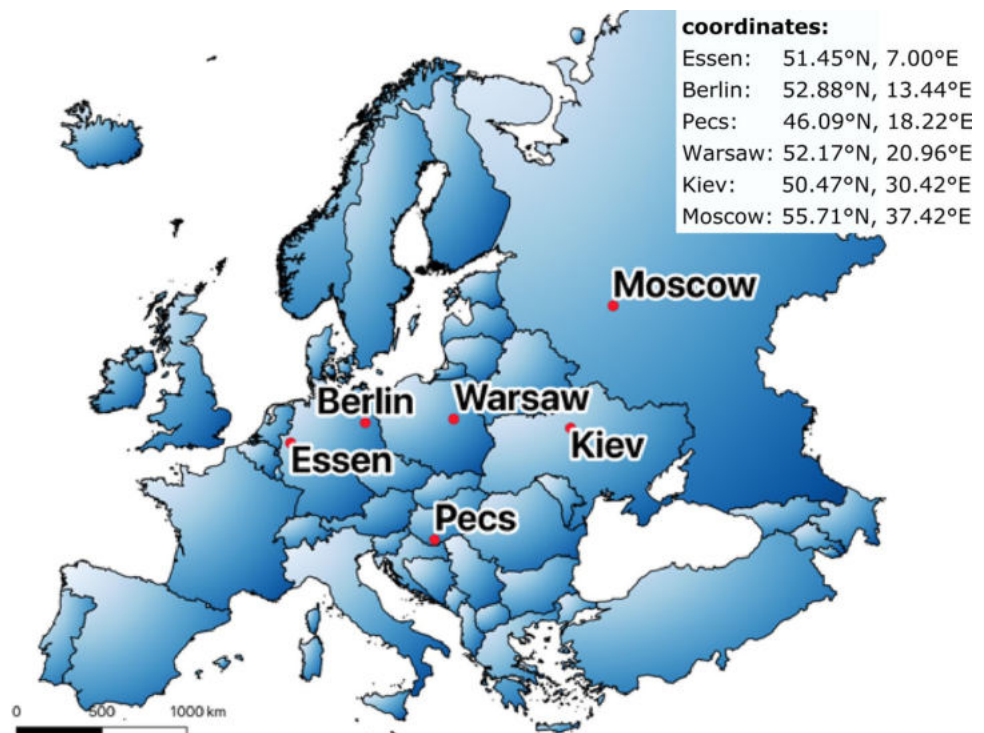 coordinates:
Essen: 51.45°N, 7.00°E
Berlin: 52.88°N, 13.44°E
Pecs: 46.09°N, 18.22°E
Warsaw: 52.17°N, 20.96°E
Kiev: 50.47°N, 30.42°E
Moscow: 55.71°N, 37.42°E
Moscow
Berlin
Warsaw
Essen
Kiev
Pecs
0 500 1000 km